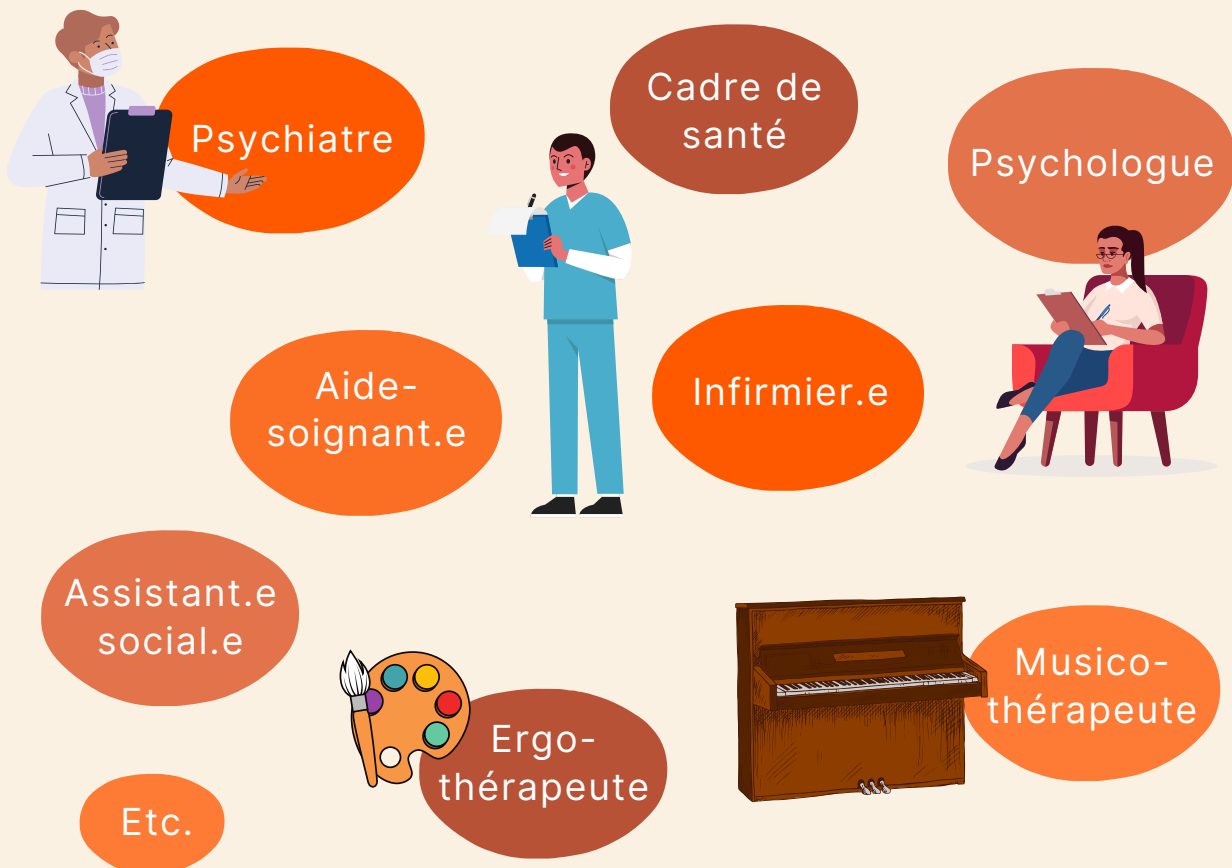 Psychiatre
Cadre de
santé
Psychologue
Aide-
soignant.e
Infirmier.e
Assistant.e
social.e
Ergo-
thérapeute
Musico-
thérapeute
Etc.